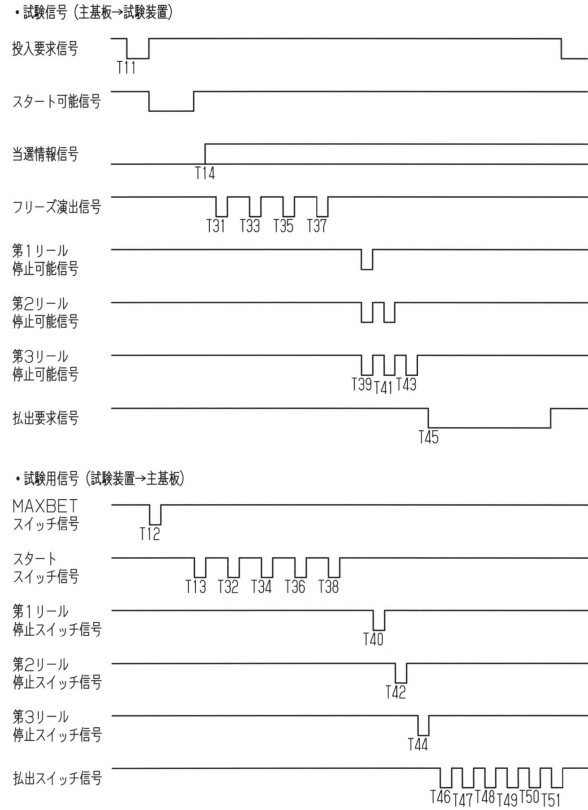 ・試験信号（主基板→試験装置）
投入要求信号
T11
スタート可能信号
当選情報信号
T14
フリーズ演出信号
T31 T33 T35 T37
第1リール
停止可能信号
第2リール
停止可能信号
第3リール
停止可能信号
T39 T41 T43
払出要求信号
T45
・試験用信号（試験装置→主基板）
MAXBET
スイッチ信号
T12
スタート
スイッチ信号
T13 T32 T34 T36 T38
第1リール
停止スイッチ信号
T40
第2リール
停止スイッチ信号
T42
第3リール
停止スイッチ信号
T44
払出スイッチ信号
T46 T47 T48 T49 T50 T51